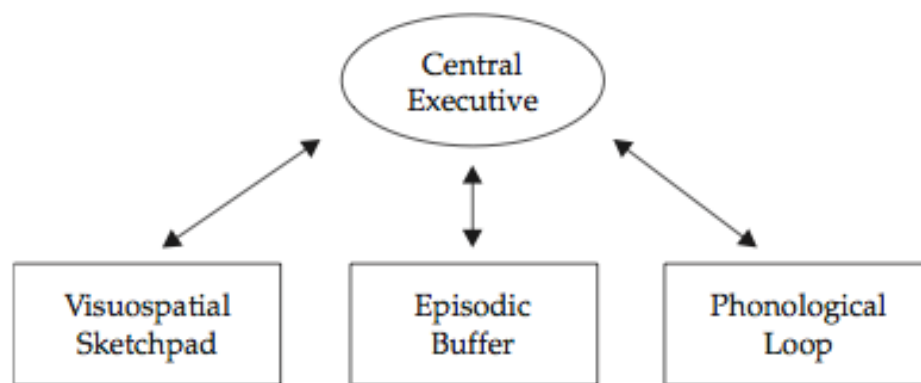 Central
Executive
Visuospatial
Sketchpad
Episodic
Buffer
Phonological
Loop